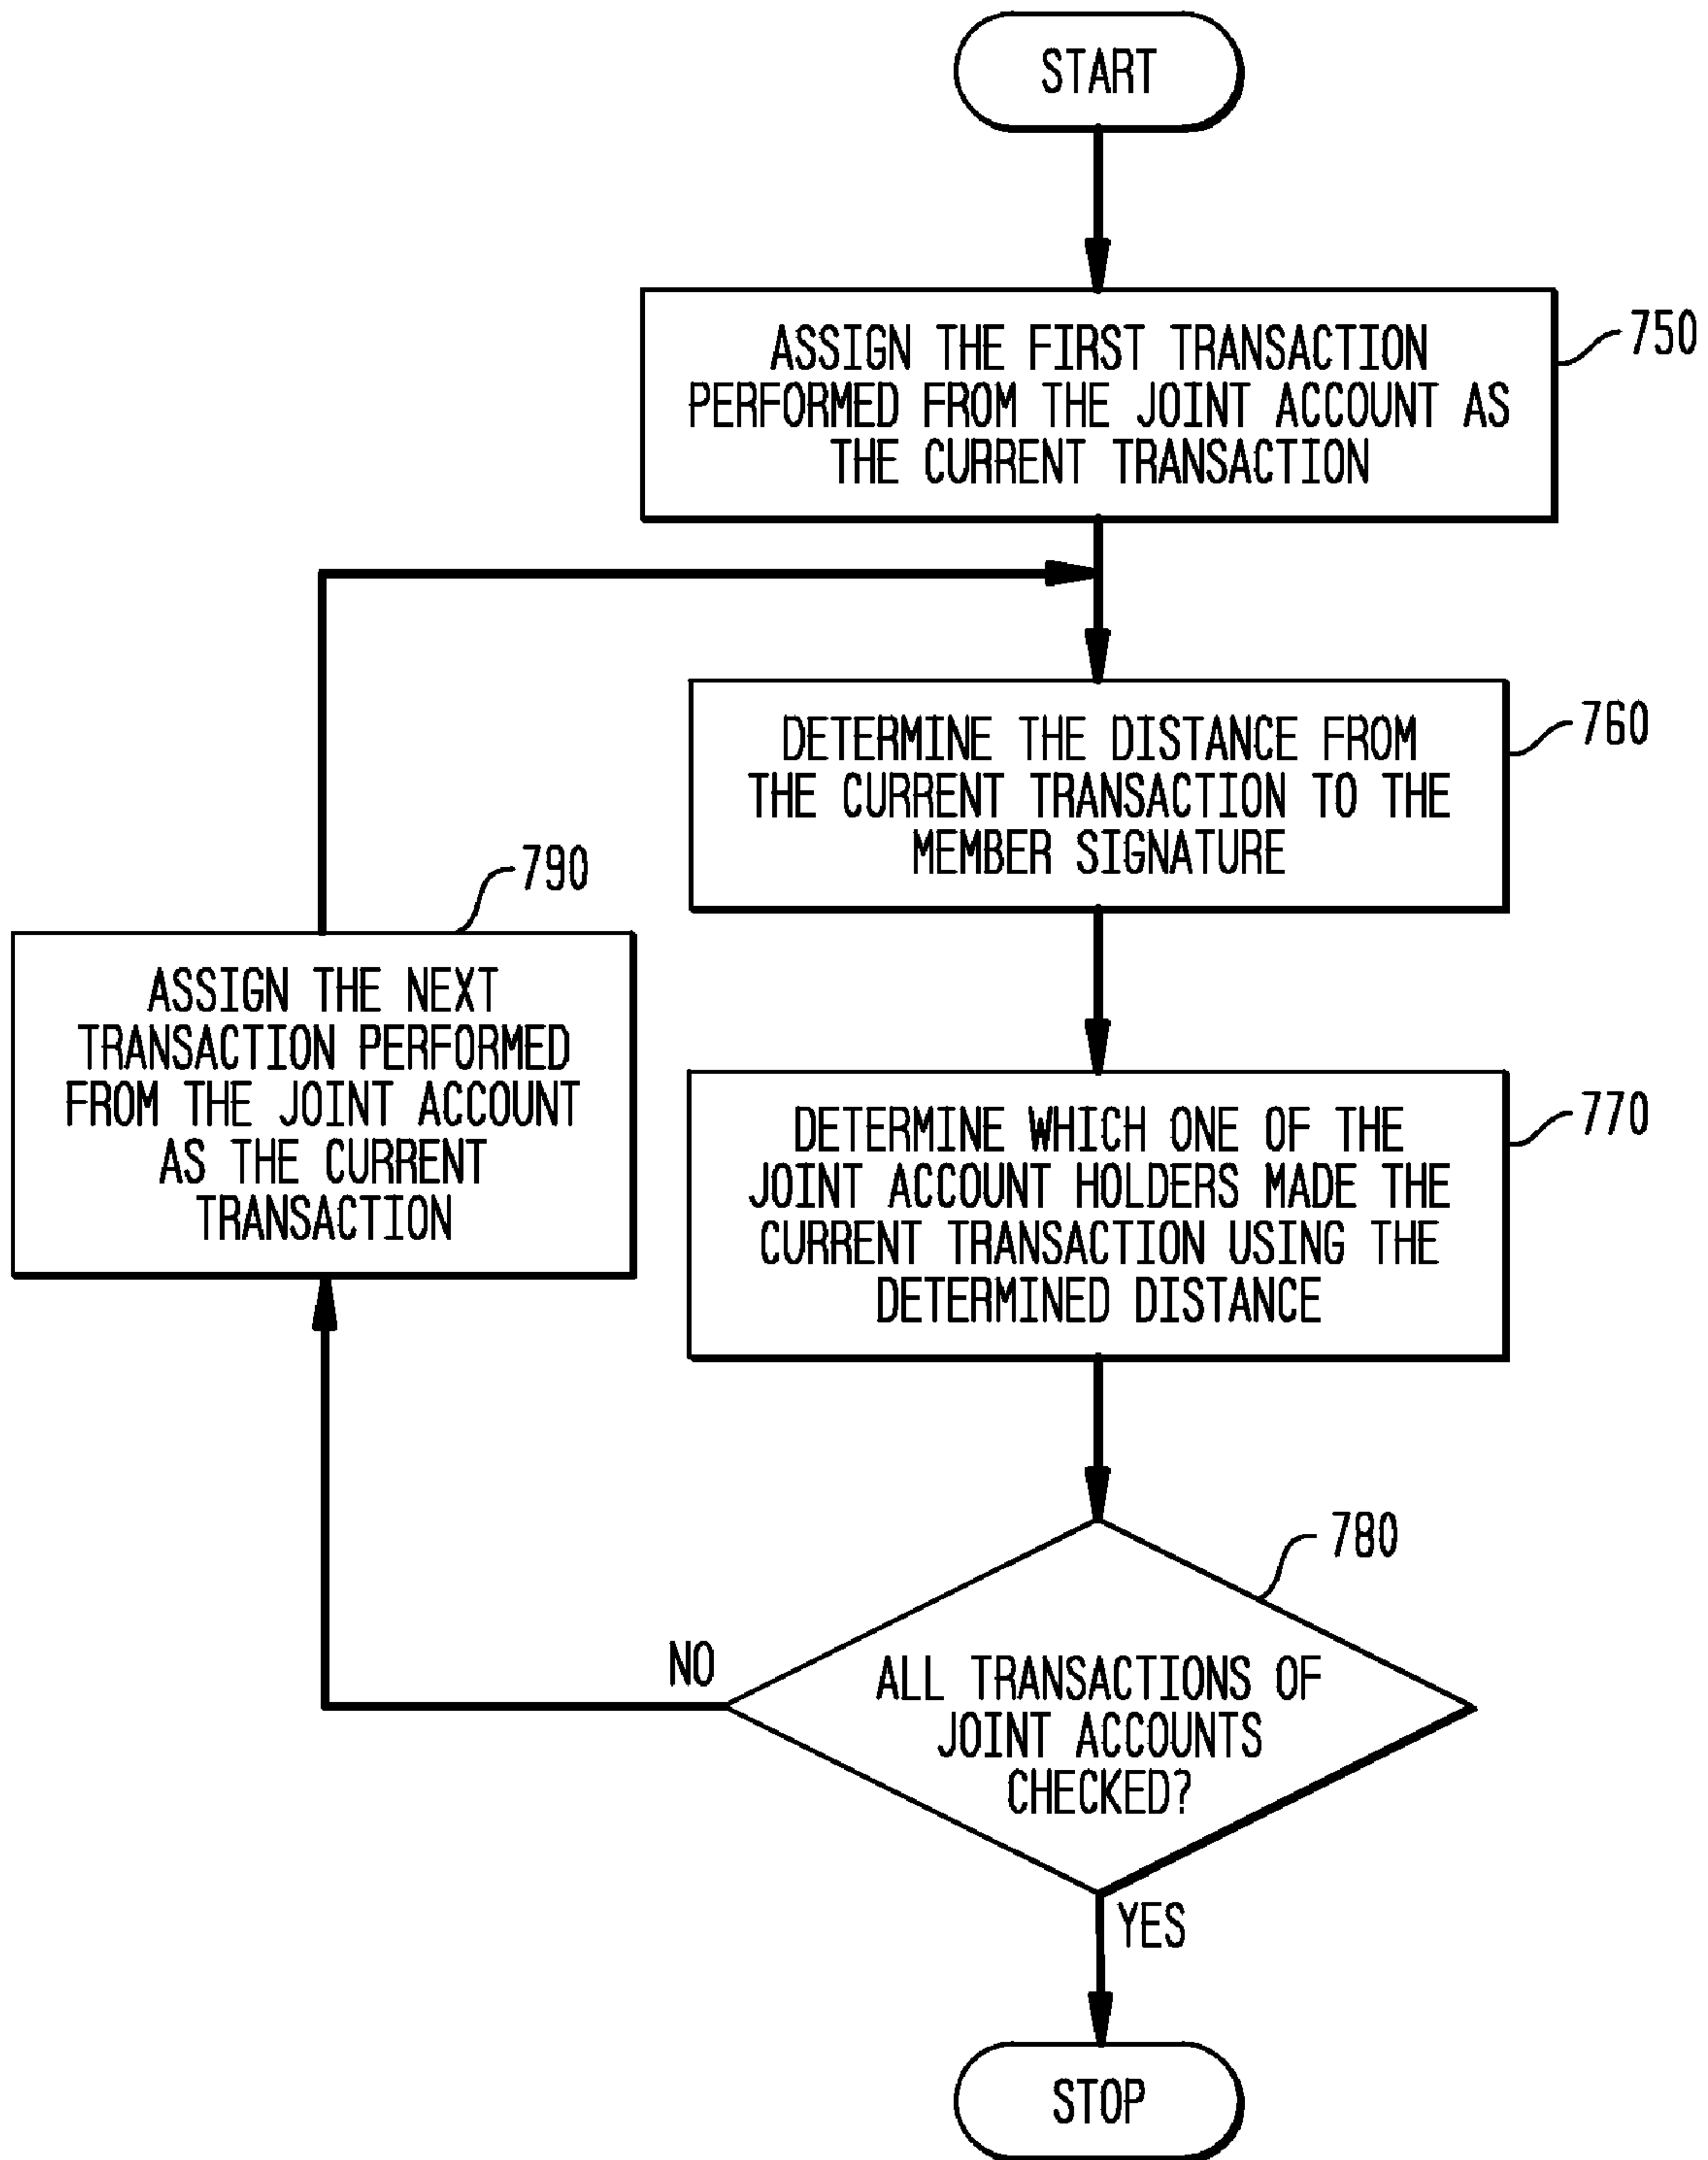 START
ASSIGN THE FIRST TRANSACTION
PERFORMED FROM THE JOINT ACCOUNT AS
THE CURRENT TRANSACTION
750
DETERMINE THE DISTANCE FROM
THE CURRENT TRANSACTION TO THE
MEMBER SIGNATURE
760
790
ASSIGN THE NEXT
TRANSACTION PERFORMED
FROM THE JOINT ACCOUNT
AS THE CURRENT
TRANSACTION
DETERMINE WHICH ONE OF THE
JOINT ACCOUNT HOLDERS MADE THE
CURRENT TRANSACTION USING THE
DETERMINED DISTANCE
770
780
NO
ALL TRANSACTIONS OF
JOINT ACCOUNTS
CHECKED?
YES
STOP